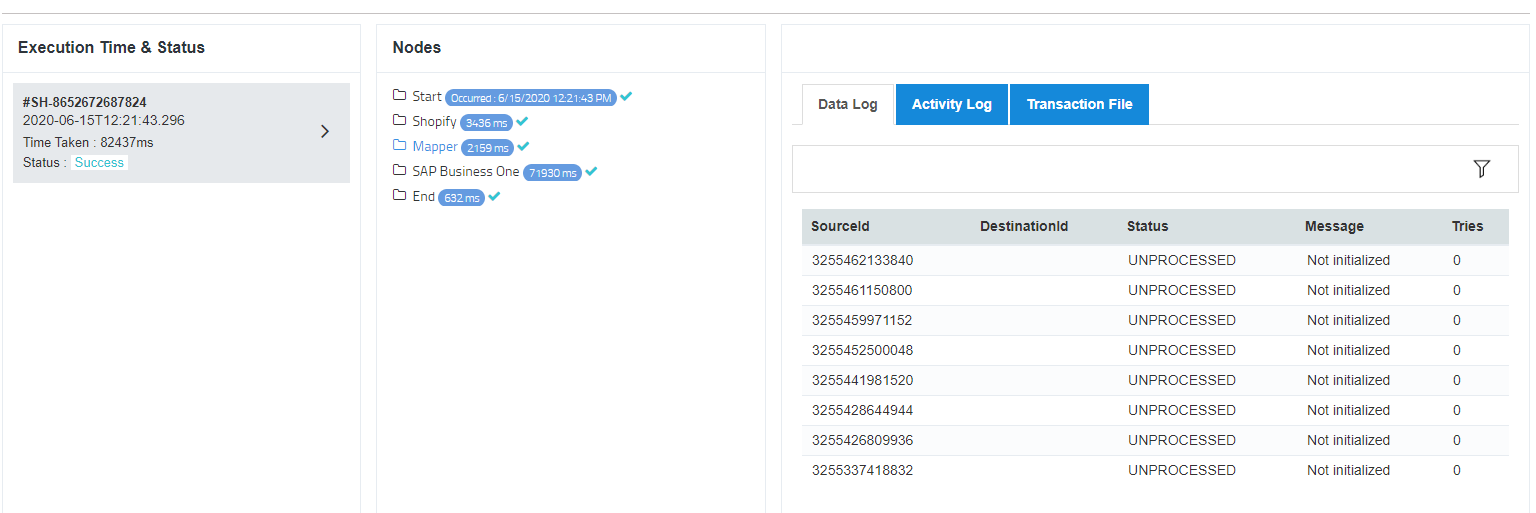 Execution Time & Status
#SH-8652672687824
2020-06-15T12:21:43.296
Time Taken : 82437ms
Status : Success
Nodes
Start Occurred : 6/15/2020 12:21:43 PM
Shopify 3436 ms
Mapper 2159 ms
SAP Business One 71930 ms
End 632 ms
Data Log Activity Log Transaction File
SourceId DestinationId Status Message Tries
3255462133840 UNPROCESSED Not initialized 0
3255461150800 UNPROCESSED Not initialized 0
3255459971152 UNPROCESSED Not initialized 0
3255452500048 UNPROCESSED Not initialized 0
3255441981520 UNPROCESSED Not initialized 0
3255428644944 UNPROCESSED Not initialized 0
3255426809936 UNPROCESSED Not initialized 0
3255337418832 UNPROCESSED Not initialized 0